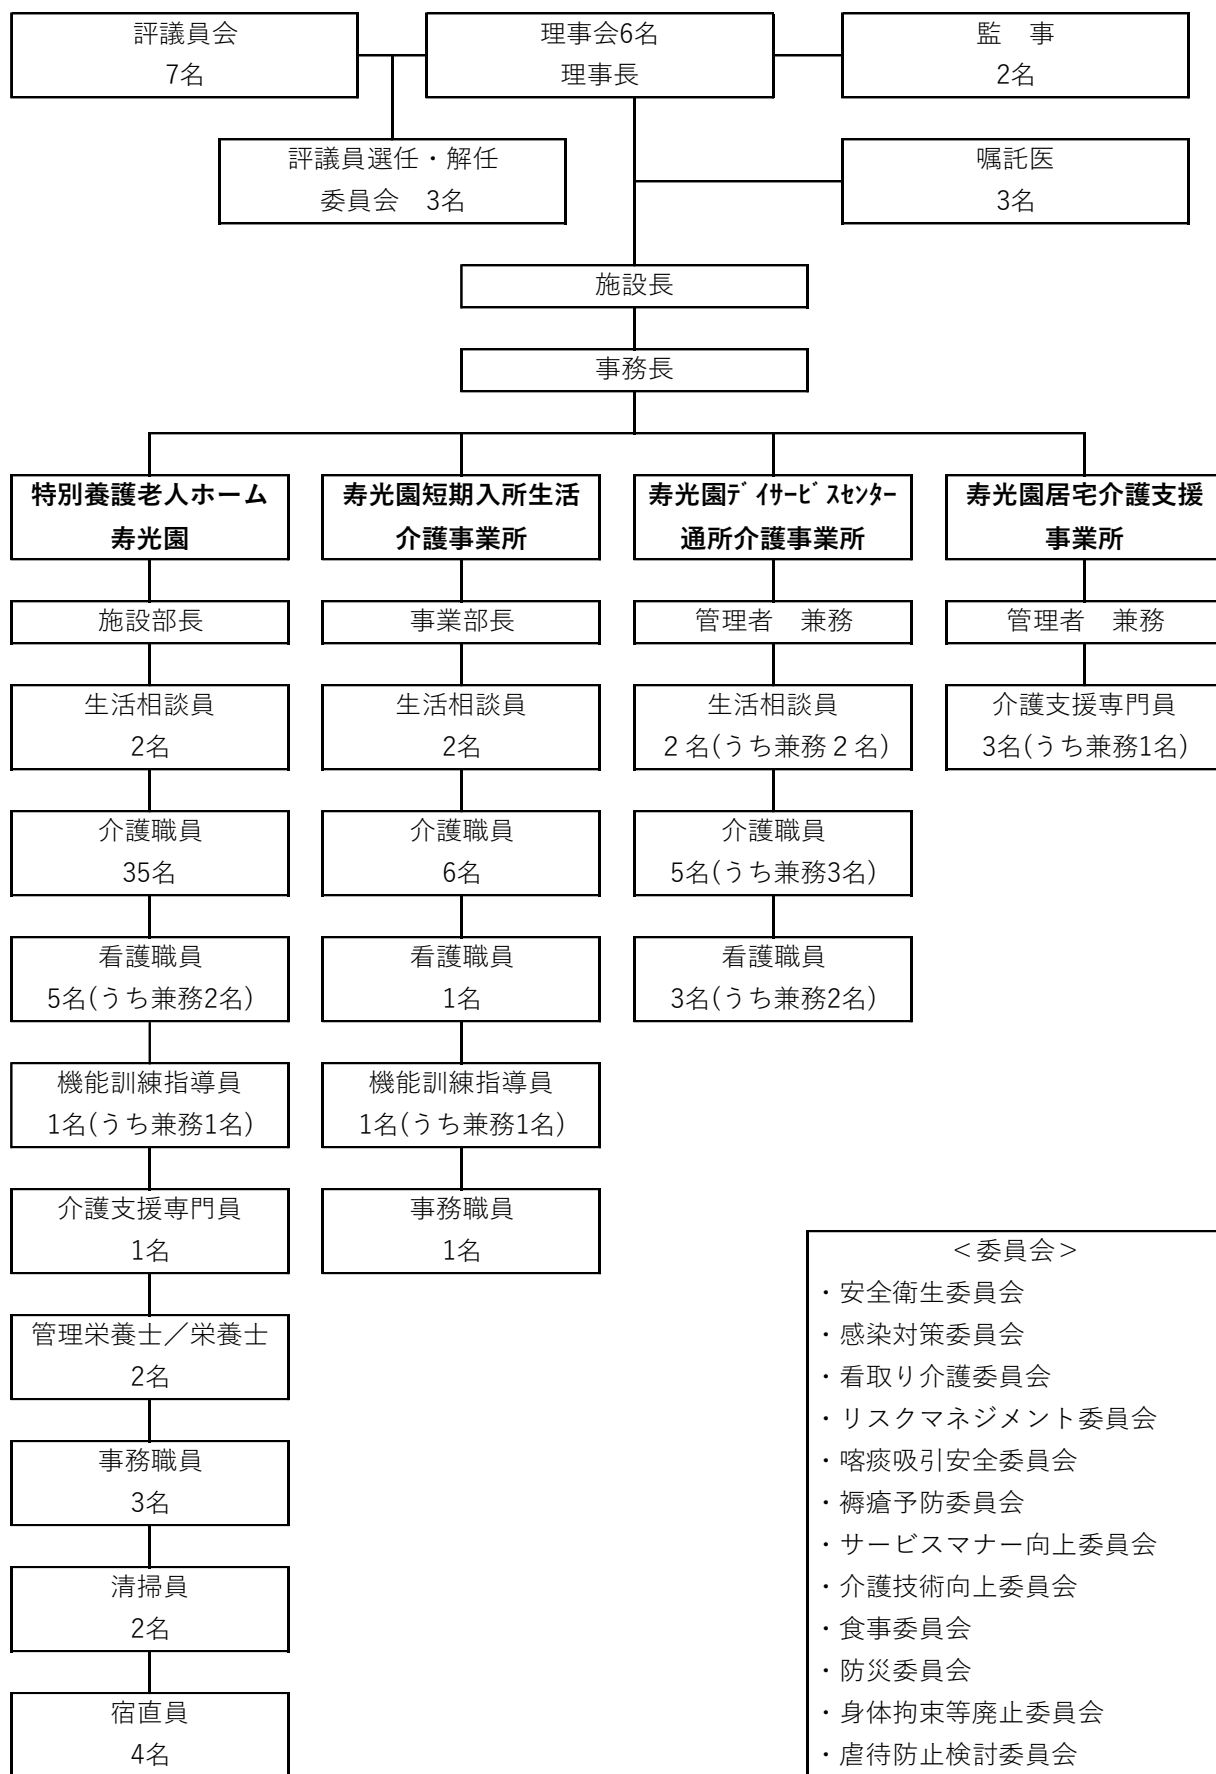 評議員会
7名
理事会6名
理事長
監　事
2名
評議員選任・解任
委員会　3名
嘱託医
3名
施設長
事務長
特別養護老人ホーム
寿光園
施設部長
生活相談員
2名
介護職員
35名
看護職員
5名(うち兼務2名)
機能訓練指導員
1名(うち兼務1名)
介護支援専門員
1名
管理栄養士／栄養士
2名
事務職員
3名
清掃員
2名
宿直員
4名
寿光園短期入所生活
介護事業所
事業部長
生活相談員
2名
介護職員
6名
看護職員
1名
機能訓練指導員
1名(うち兼務1名)
事務職員
1名
寿光園ﾃﾞｲｻｰﾋﾞｽｾﾝﾀｰ
通所介護事業所
管理者　兼務
生活相談員
２名(うち兼務２名)
介護職員
5名(うち兼務3名)
看護職員
3名(うち兼務2名)
寿光園居宅介護支援
事業所
管理者　兼務
介護支援専門員
3名(うち兼務1名)
＜委員会＞
・安全衛生委員会
・感染対策委員会
・看取り介護委員会
・リスクマネジメント委員会
・喀痰吸引安全委員会
・褥瘡予防委員会
・サービスマナー向上委員会
・介護技術向上委員会
・食事委員会
・防災委員会
・身体拘束等廃止委員会
・虐待防止検討委員会